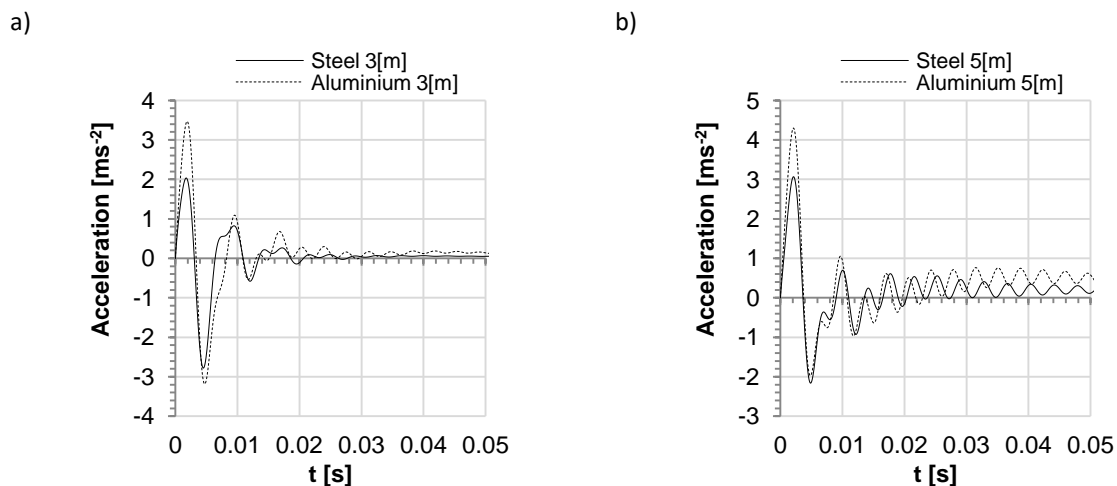 a)
Steel 3[m]
Aluminium 3[m]
4
3
2
1
0
-1
-2
-3
-4
Acceleration [ms-2]
0 0.01 0.02 0.03 0.04 0.05
t [s]
b)
Steel 5[m]
Aluminium 5[m]
5
4
3
2
1
0
-1
-2
-3
Acceleration [ms-2]
0 0.01 0.02 0.03 0.04 0.05
t [s]